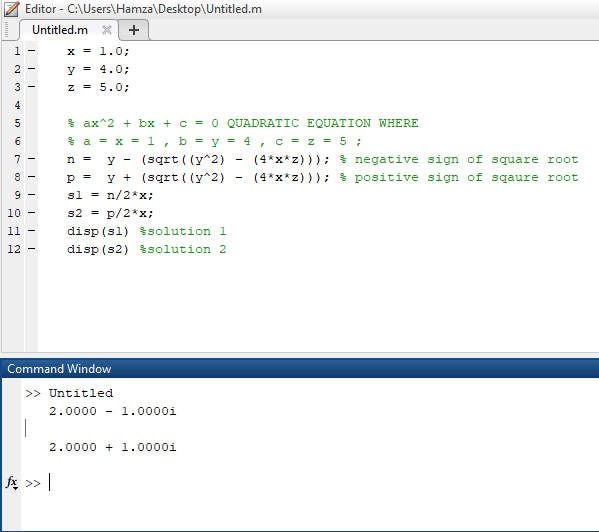 Editor - C:\Users\Hamza\Desktop\Untitled.m
Untitled.m × +
1 - x = 1.0;
2 - y = 4.0;
3 - z = 5.0;
4
5 % ax^2 + bx + c = 0 QUADRATIC EQUATION WHERE
6 % a = x = 1 , b = y = 4 , c = z = 5 ;
7 - n =  y - (sqrt((y^2) - (4*x*z))); % negative sign of square root
8 - p =  y + (sqrt((y^2) - (4*x*z))); % positive sign of sqaure root
9 - s1 = n/2*x;
10 - s2 = p/2*x;
11 - disp(s1) %solution 1
12 - disp(s2) %solution 2
Command Window
>> Untitled
2.0000 - 1.0000i
2.0000 + 1.0000i
fx >>